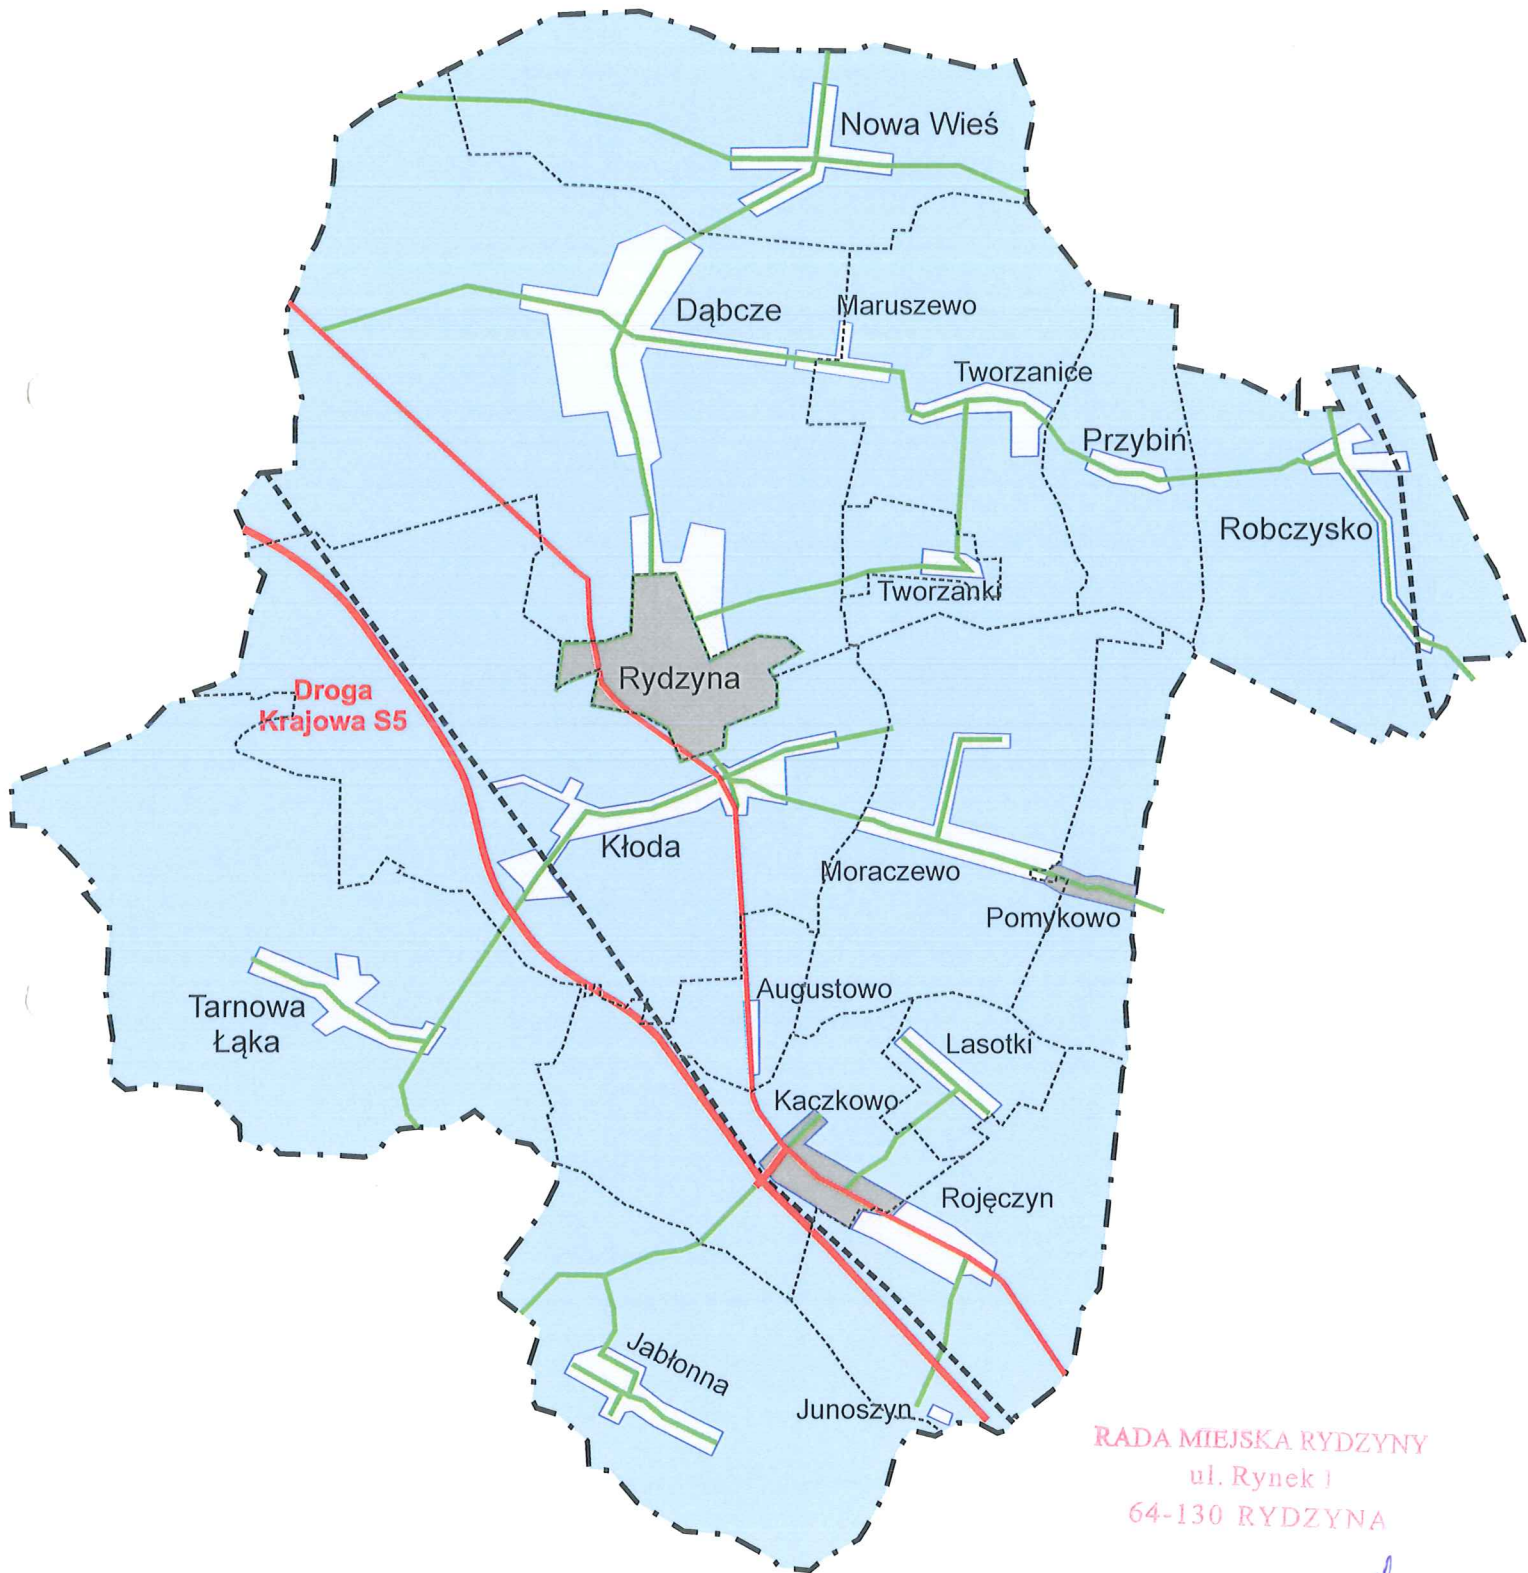 Nowa Wieś
Dąbcze
Maruszewo
Tworzanice
Przybiń
Robczysko
Tworzanki
Rydzyna
Droga
Krajowa S5
Kłoda
Moraczewo
Pomykowo
Augustowo
Tarnowa
Łąka
Lasotki
Kaczkowo
Rojęczyn
Jabłonna
Junoszyn
RADA MIEJSKA RYDZYNY
ul. Rynek 1
64-130 RYDZYNA